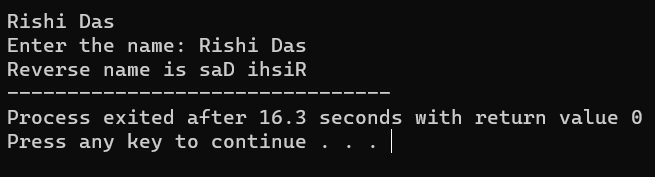 Rishi Das
Enter the name: Rishi Das
Reverse name is saD ihsiR
--------------------------------
Process exited after 16.3 seconds with return value 0
Press any key to continue . . .